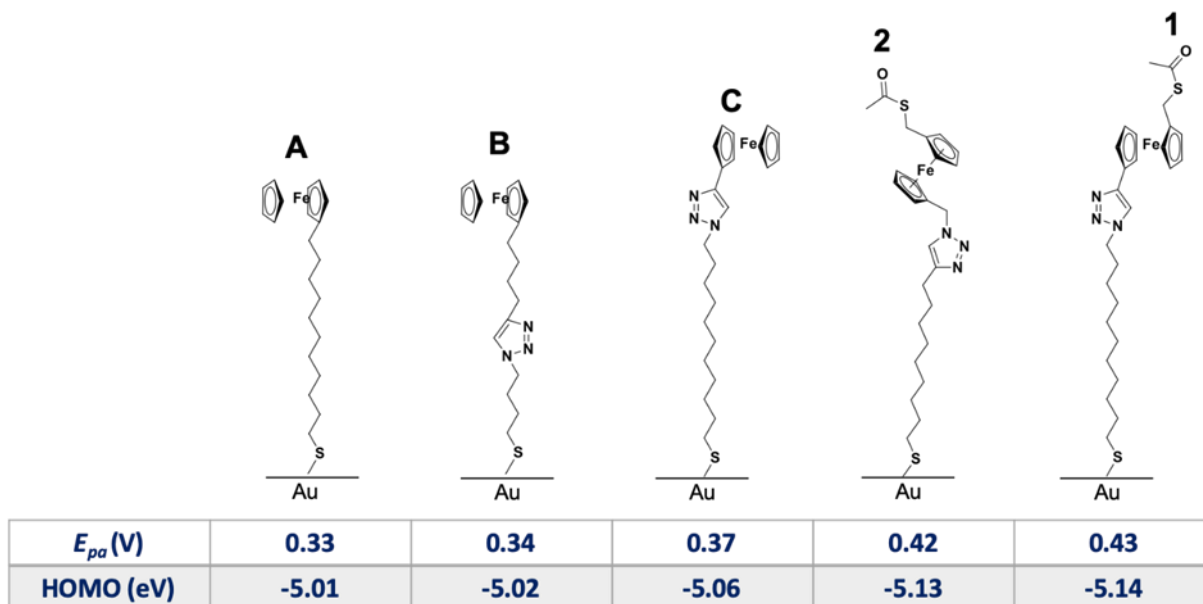 1
2
O
O
S
S
C
A
B
Fe
Fe
Fe
Fe
Fe
N
N
N
N
N
N
N
N
N
N
N
N
S
S
S
S
S
Au
Au
Au
Au
Au
Epa (V) 0.33 0.34 0.37 0.42 0.43
HOMO (eV) -5.01 -5.02 -5.06 -5.13 -5.14